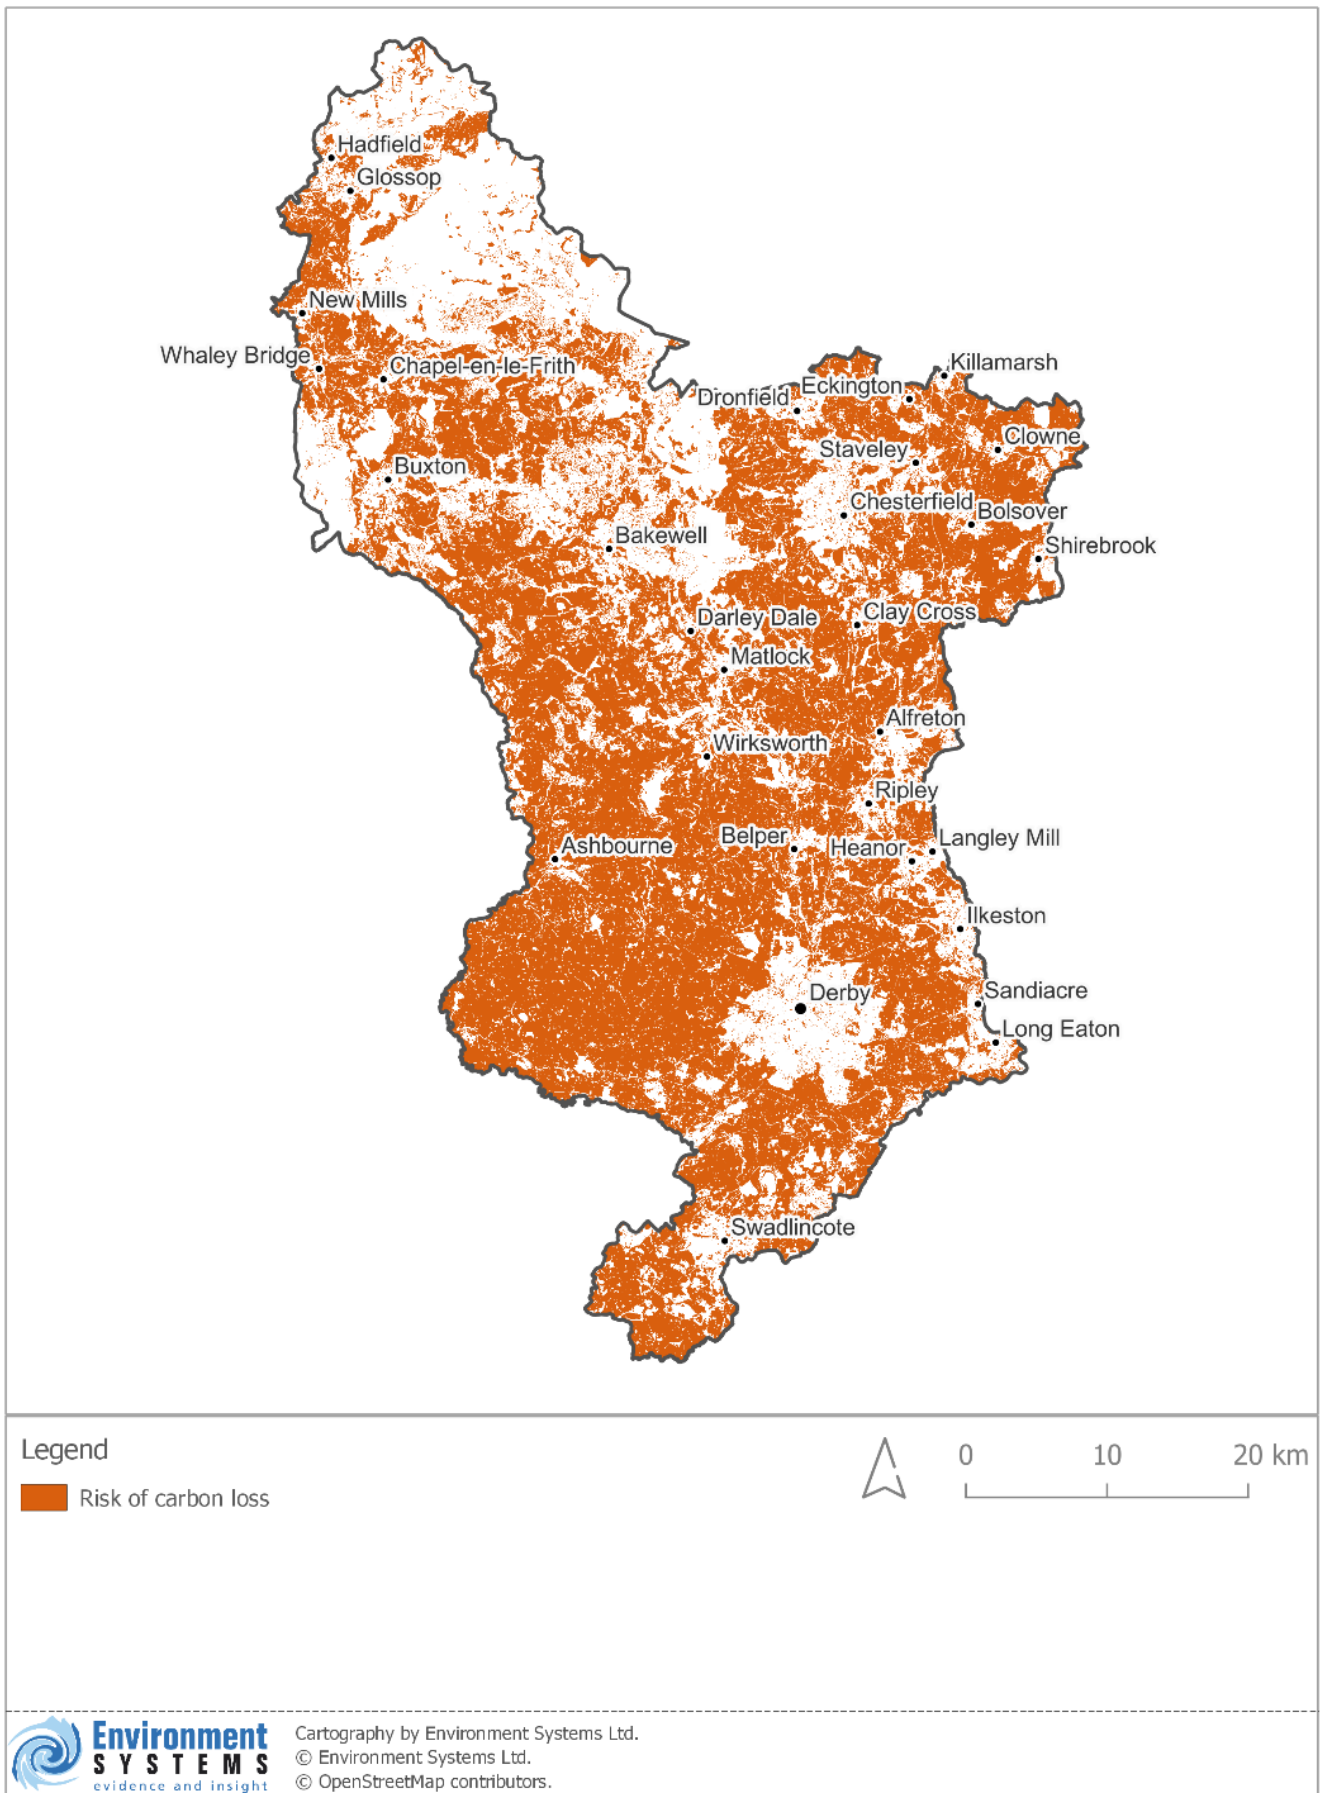 Hadfield
Glossop
New Mills
Whaley Bridge
Chapel-en-le-Frith
Killamarsh
Eckington
Dronfield
Clowne
Staveley
Buxton
Chesterfield
Bolsover
Bakewell
Shirebrook
Darley Dale
Clay Cross
Matlock
Alfreton
Wirksworth
Ripley
Belper
Langley Mill
Heanor
Ashbourne
Ilkeston
Derby
Sandiacre
Long Eaton
Swadlincote
Legend
0 10 20 km
Risk of carbon loss
Environment
SYSTEMS
evidence and insight
Cartography by Environment Systems Ltd.
© Environment Systems Ltd.
© OpenStreetMap contributors.